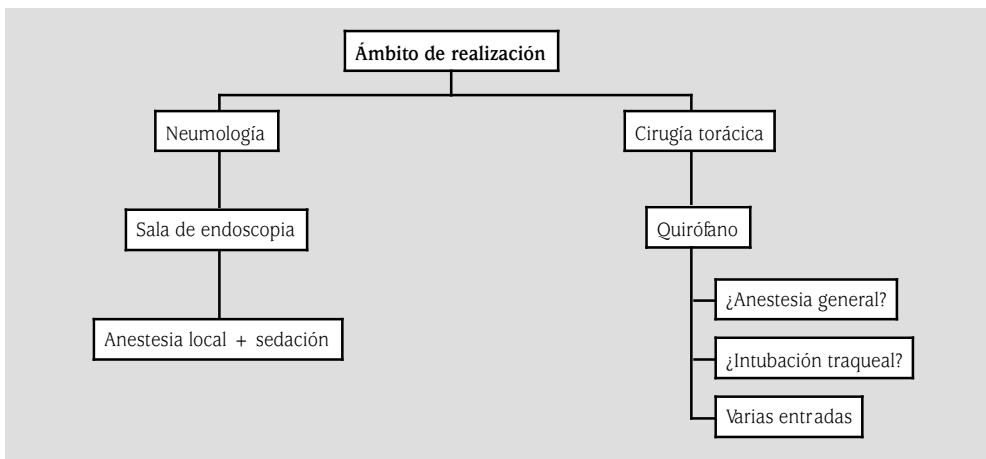 Ámbito de realización
Neumología
Cirugía torácica
Sala de endoscopia
Quirófano
¿Anestesia general?
Anestesia local + sedación
¿Intubación traqueal?
Varias entradas